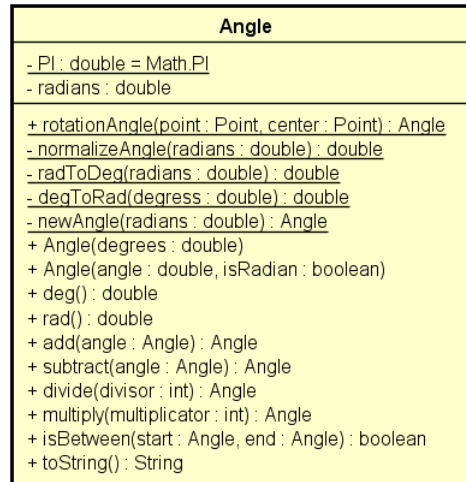 Angle
- PI : double = Math.PI
- radians : double
+ rotationAngle(point : Point, center : Point) : Angle
- normalizeAngle(radians : double) : double
- radToDeg(radians : double) : double
- degToRad(degress : double) : double
- newAngle(radians : double) : Angle
+ Angle(degrees : double)
+ Angle(angle : double, isRadian : boolean)
+ deg() : double
+ rad() : double
+ add(angle : Angle) : Angle
+ subtract(angle : Angle) : Angle
+ divide(divisor : int) : Angle
+ multiply(multiplicator : int) : Angle
+ isBetween(start : Angle, end : Angle) : boolean
+ toString() : String